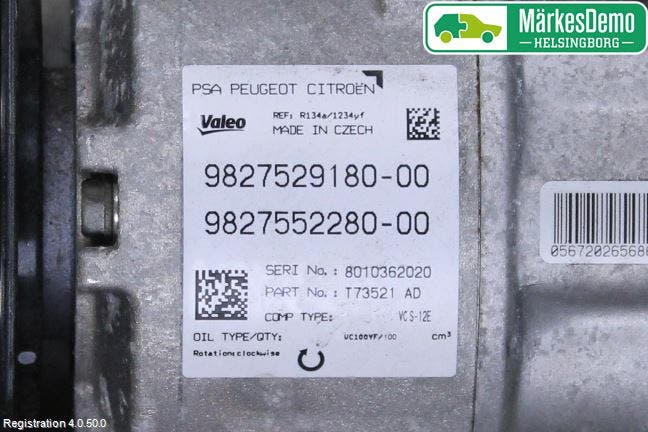 MärkesDemo
HELSINGBORG
PSA PEUGEOT CITROËN
Valeo
REF: R134a/1234yf
MADE IN CZECH
9827529180-00
9827552280-00
SERI No.: 8010362020
PART No.: T73521 AD
COMP TYPE: VCS-12E
OIL TYPE/QTY: VC100YF/100 cm³
Rotation:clockwise
Registration 4.0.50.0